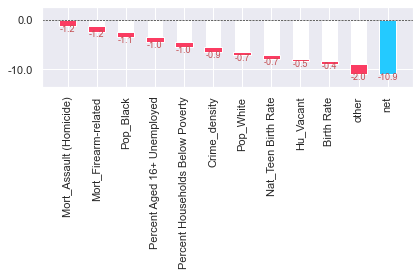 0.0
-10.0
-1.2
-1.2
-1.1
-1.0
-1.0
-0.9
-0.7
-0.7
-0.5
-0.4
-2.0
-10.9
Mort_Assault (Homicide)
Mort_Firearm-related
Pop_Black
Percent Aged 16+ Unemployed
Percent Households Below Poverty
Crime_density
Pop_White
Nat_Teen Birth Rate
Hu_Vacant
Birth Rate
other
net